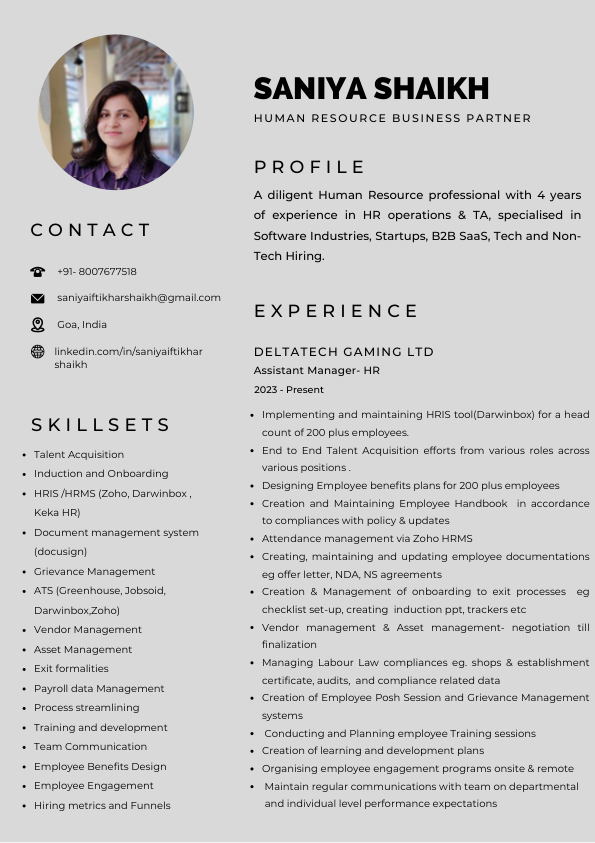 SANIYA SHAIKH
HUMAN RESOURCE BUSINESS PARTNER
PROFILE
A diligent Human Resource professional with 4 years
of experience in HR operations & TA, specialised in
Software Industries, Startups, B2B SaaS, Tech and Non-
Tech Hiring.
CONTACT
+91- 8007677518
saniyaiftikharshaikh@gmail.com
Goa, India
linkedin.com/in/saniyaiftikhar
shaikh
SKILLSETS
• Talent Acquisition
• Induction and Onboarding
• HRIS /HRMS (Zoho, Darwinbox ,
Keka HR)
• Document management system
(docusign)
• Grievance Management
• ATS (Greenhouse, Jobsoid,
Darwinbox,Zoho)
• Vendor Management
• Asset Management
• Exit formalities
• Payroll data Management
• Process streamlining
• Training and development
• Team Communication
• Employee Benefits Design
• Employee Engagement
• Hiring metrics and Funnels
EXPERIENCE
DELTATECH GAMING LTD
Assistant Manager- HR
2023 - Present
• Implementing and maintaining HRIS tool(Darwinbox) for a head
count of 200 plus employees.
• End to End Talent Acquisition efforts from various roles across
various positions .
• Designing Employee benefits plans for 200 plus employees
• Creation and Maintaining Employee Handbook in accordance
to compliances with policy & updates
• Attendance management via Zoho HRMS
• Creating, maintaining and updating employee documentations
eg offer letter, NDA, NS agreements
• Creation & Management of onboarding to exit processes eg
checklist set-up, creating induction ppt, trackers etc
• Vendor management & Asset management- negotiation till
finalization
• Managing Labour Law compliances eg. shops & establishment
certificate, audits, and compliance related data
• Creation of Employee Posh Session and Grievance Management
systems
• Conducting and Planning employee Training sessions
• Creation of learning and development plans
• Organising employee engagement programs onsite & remote
• Maintain regular communications with team on departmental
and individual level performance expectations